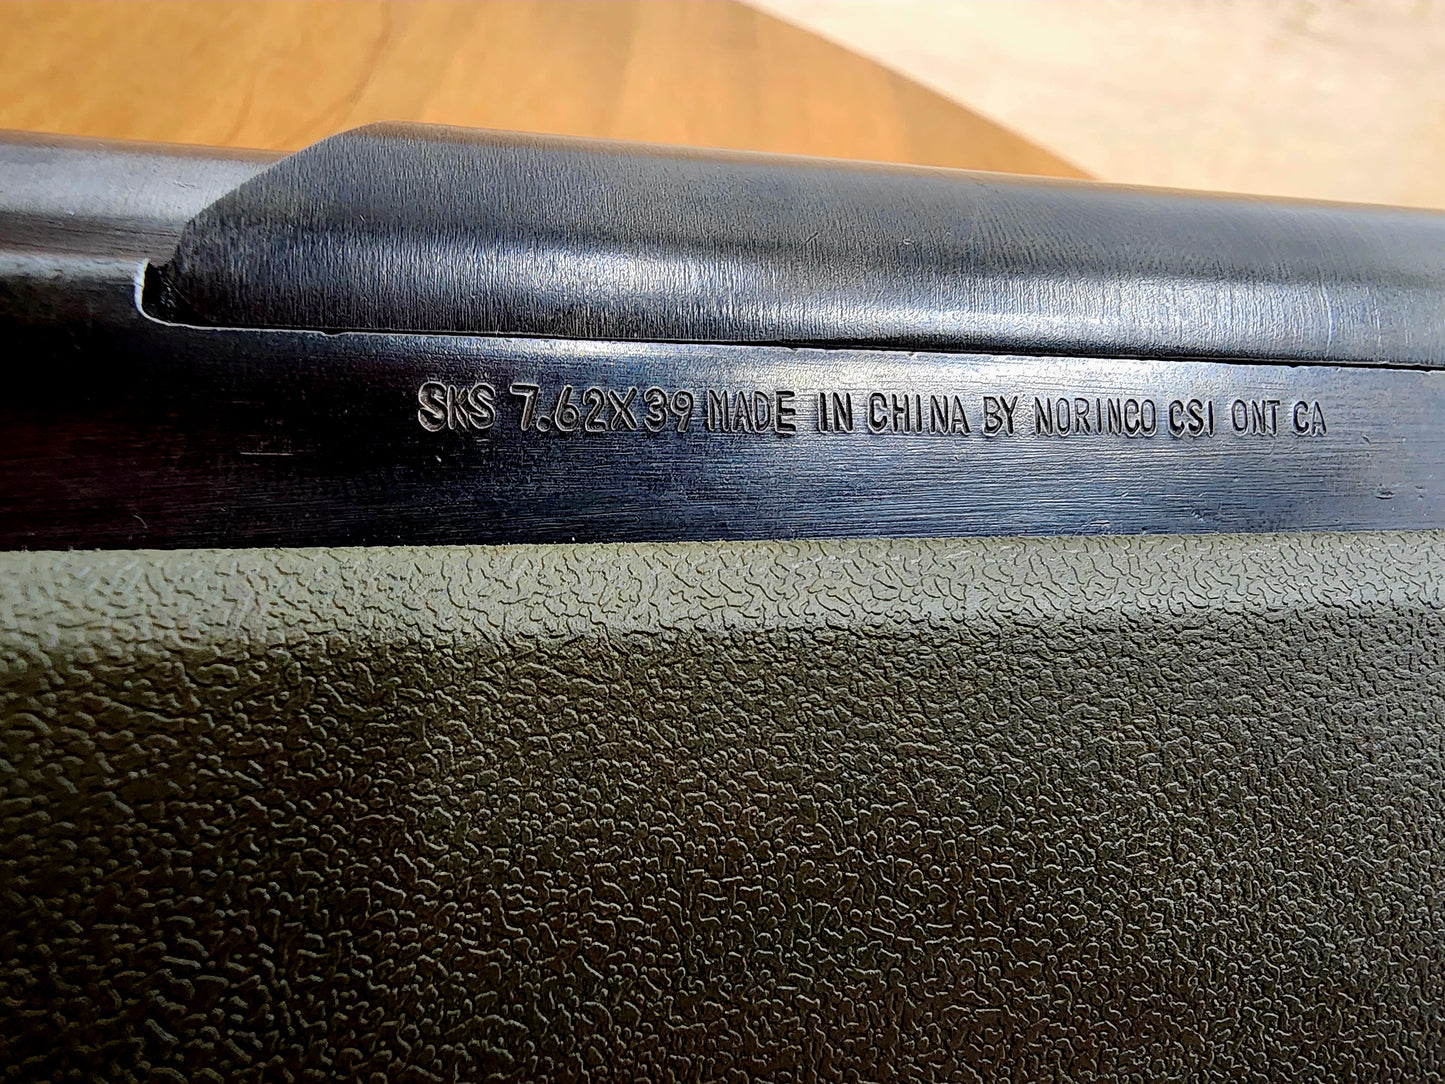 SKS 7.62X39 MADE IN CHINA BY NORINCO CSI ONT CA